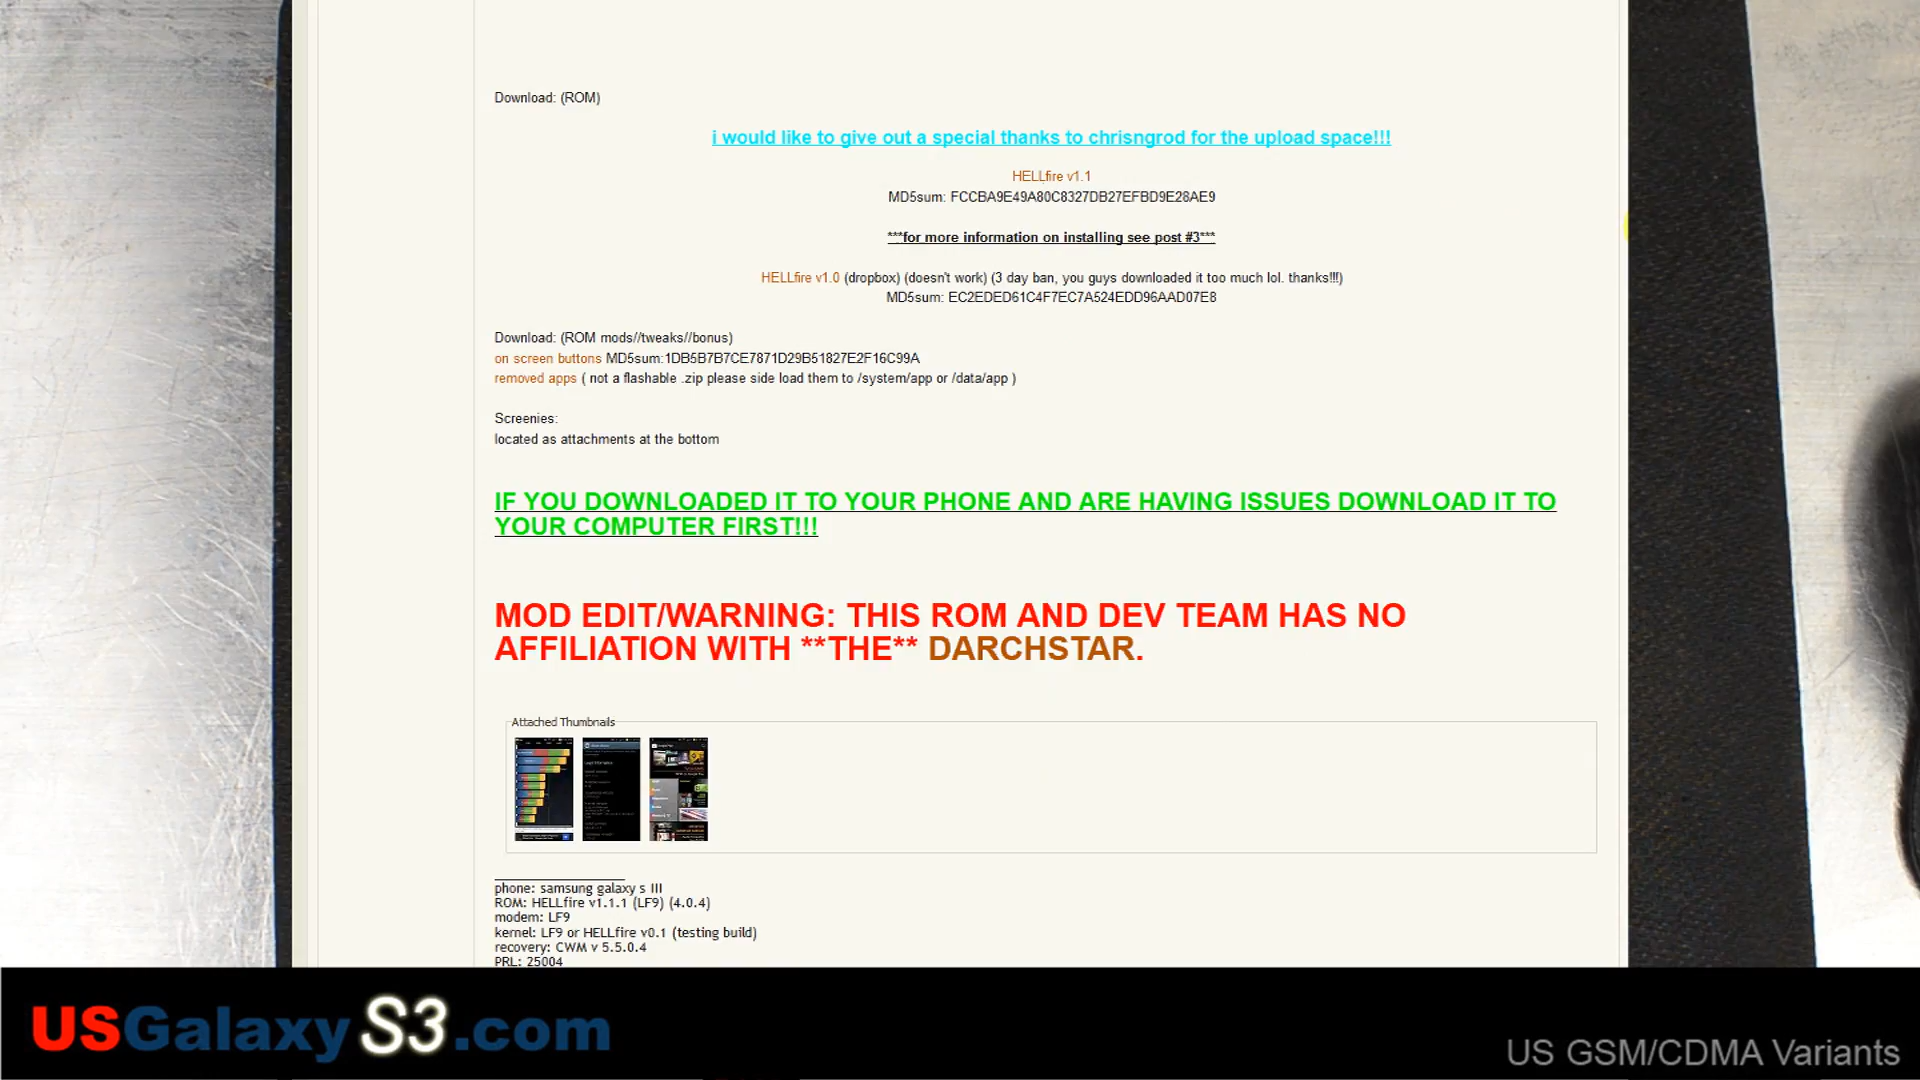 Download: (ROM)
i would like to give out a special thanks to chrisngrod for the upload space!!!
HELLfire v1.1
MD5sum: FCCBA9E49A80C8327DB27EFBD9E28AE9
***for more information on installing see post #3***
HELLfire v1.0 (dropbox) (doesn't work) (3 day ban, you guys downloaded it too much lol. thanks!!!)
MD5sum: EC2EDED61C4F7EC7A524EDD96AAD07E8
Download: (ROM mods//tweaks//bonus)
on screen buttons MD5sum:1DB5B7B7CE7871D29B51827E2F16C99A
removed apps ( not a flashable .zip please side load them to /system/app or /data/app )
Screenies:
located as attachments at the bottom
IF YOU DOWNLOADED IT TO YOUR PHONE AND ARE HAVING ISSUES DOWNLOAD IT TO
YOUR COMPUTER FIRST!!!
MOD EDIT/WARNING: THIS ROM AND DEV TEAM HAS NO
AFFILIATION WITH **THE** DARCHSTAR.
Attached Thumbnails
phone: samsung galaxy s III
ROM: HELLfire v1.1.1 (LF9) (4.0.4)
modem: LF9
kernel: LF9 or HELLfire v0.1 (testing build)
recovery: CWM v 5.5.0.4
PRL: 25004
USGalaxyS3.com
US GSM/CDMA Variants